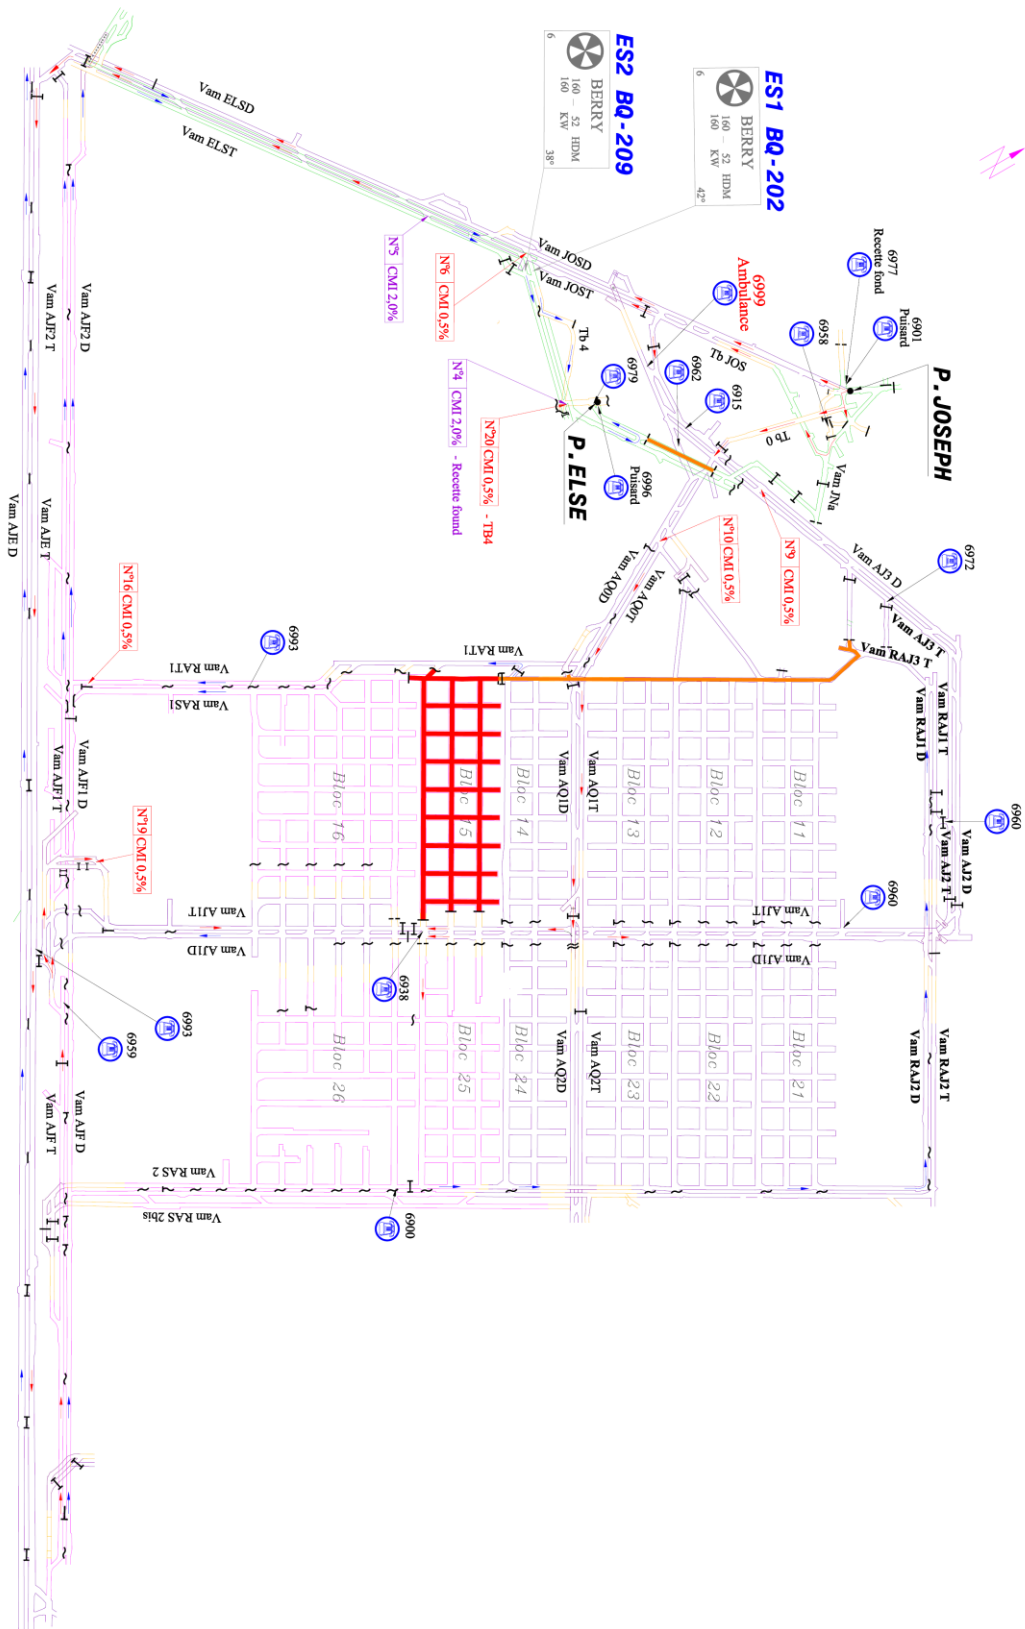 ES1 BQ-202
BERRY
160 – 52 HDM
160 KW
6
42°
ES2 BQ-209
BERRY
160 – 52 HDM
160 KW
6
38°
Vam ELSD
Vam ELST
N°5 CMI 2,0%
N°6 CMI 0,5%
Vam JOSD
Vam JOST
Tb 4
6979
N°4 CMI 2,0% - Recette found
N°20 CMI 0,5% - TB4
P. ELSE
6996
Puisard
6999
Ambulance
6962
6915
Tb JOS
6977
Recette fond
6901
Puisard
6958
P. JOSEPH
Tb 0
Vam JNa
N°10 CMI 0,5%
N°9 CMI 0,5%
Vam AQ0D
Vam AQ0T
Vam AJ3 D
6972
Vam AJ3 T
Vam RAJ3 T
Vam RAJ1 T
Vam RAJ1 D
6960
Vam AJ2 D
Vam AJ2 T
6960
Vam AJF2 T
Vam AJF2 D
Vam AJE D
Vam AJE T
N°16 CMI 0,5%
6993
Vam RAT1
Vam RAS1
Vam RAT1
Bloc 16
Bloc 15
Bloc 14
Vam AQ1D
Vam AQ1T
Bloc 13
Bloc 12
Bloc 11
Vam AJF1 T
Vam AJF1 D
N°19 CMI 0,5%
Vam AJ1T
Vam AJ1D
Vam AJ1T
Vam AJ1D
6938
6993
6959
Bloc 26
Bloc 25
Bloc 24
Vam AQ2D
Vam AQ2T
Bloc 23
Bloc 22
Bloc 21
Vam RAJ2 D
Vam RAJ2 T
Vam AJF T
Vam AJF D
Vam RAS 2
Vam RAS 2bis
6900